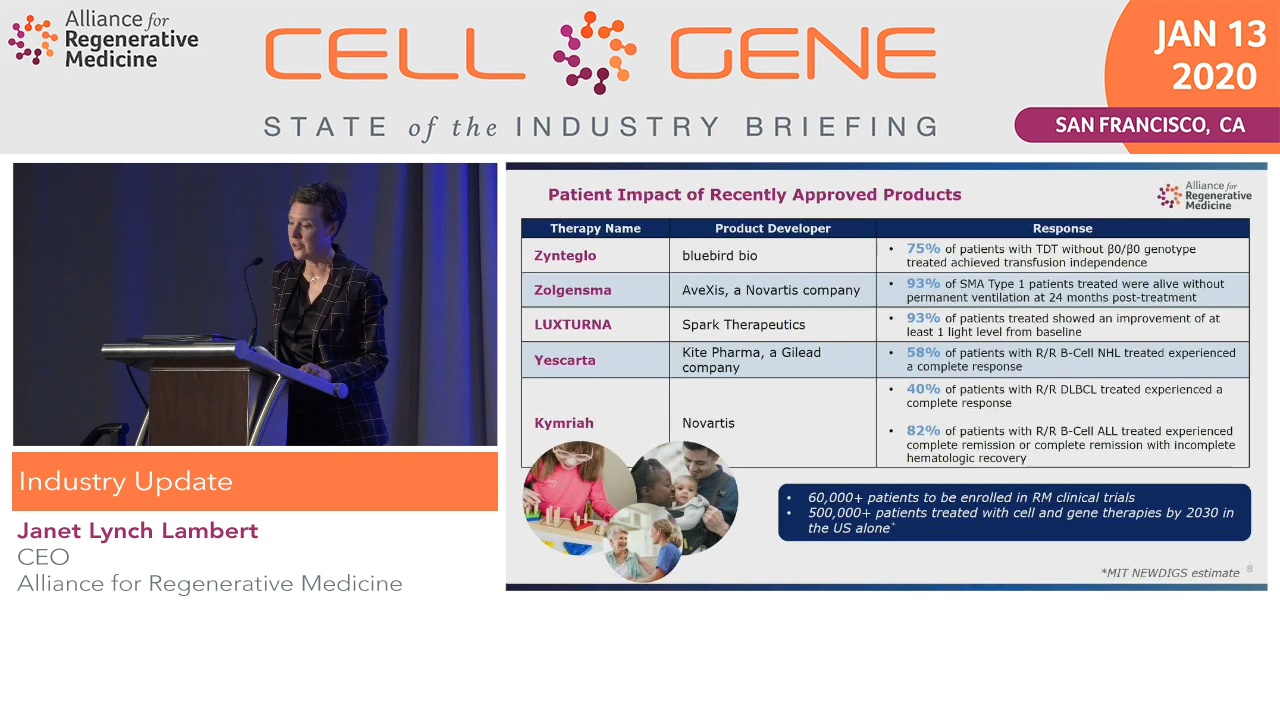 Alliance for
Regenerative
Medicine
CELL GENE
STATE of the INDUSTRY BRIEFING
JAN 13
2020
SAN FRANCISCO, CA
Industry Update
Janet Lynch Lambert
CEO
Alliance for Regenerative Medicine
Patient Impact of Recently Approved Products
Alliance for
Regenerative
Medicine
Therapy Name Product Developer Response
Zynteglo bluebird bio
• 75% of patients with TDT without β0/β0 genotype
treated achieved transfusion independence
Zolgensma AveXis, a Novartis company
• 93% of SMA Type 1 patients treated were alive without
permanent ventilation at 24 months post-treatment
LUXTURNA Spark Therapeutics
• 93% of patients treated showed an improvement of at
least 1 light level from baseline
Yescarta
Kite Pharma, a Gilead
company
• 58% of patients with R/R B-Cell NHL treated experienced
a complete response
Kymriah Novartis
• 40% of patients with R/R DLBCL treated experienced a
complete response
• 82% of patients with R/R B-Cell ALL treated experienced
complete remission or complete remission with incomplete
hematologic recovery
• 60,000+ patients to be enrolled in RM clinical trials
• 500,000+ patients treated with cell and gene therapies by 2030 in
the US alone*
*MIT NEWDIGS estimate 8